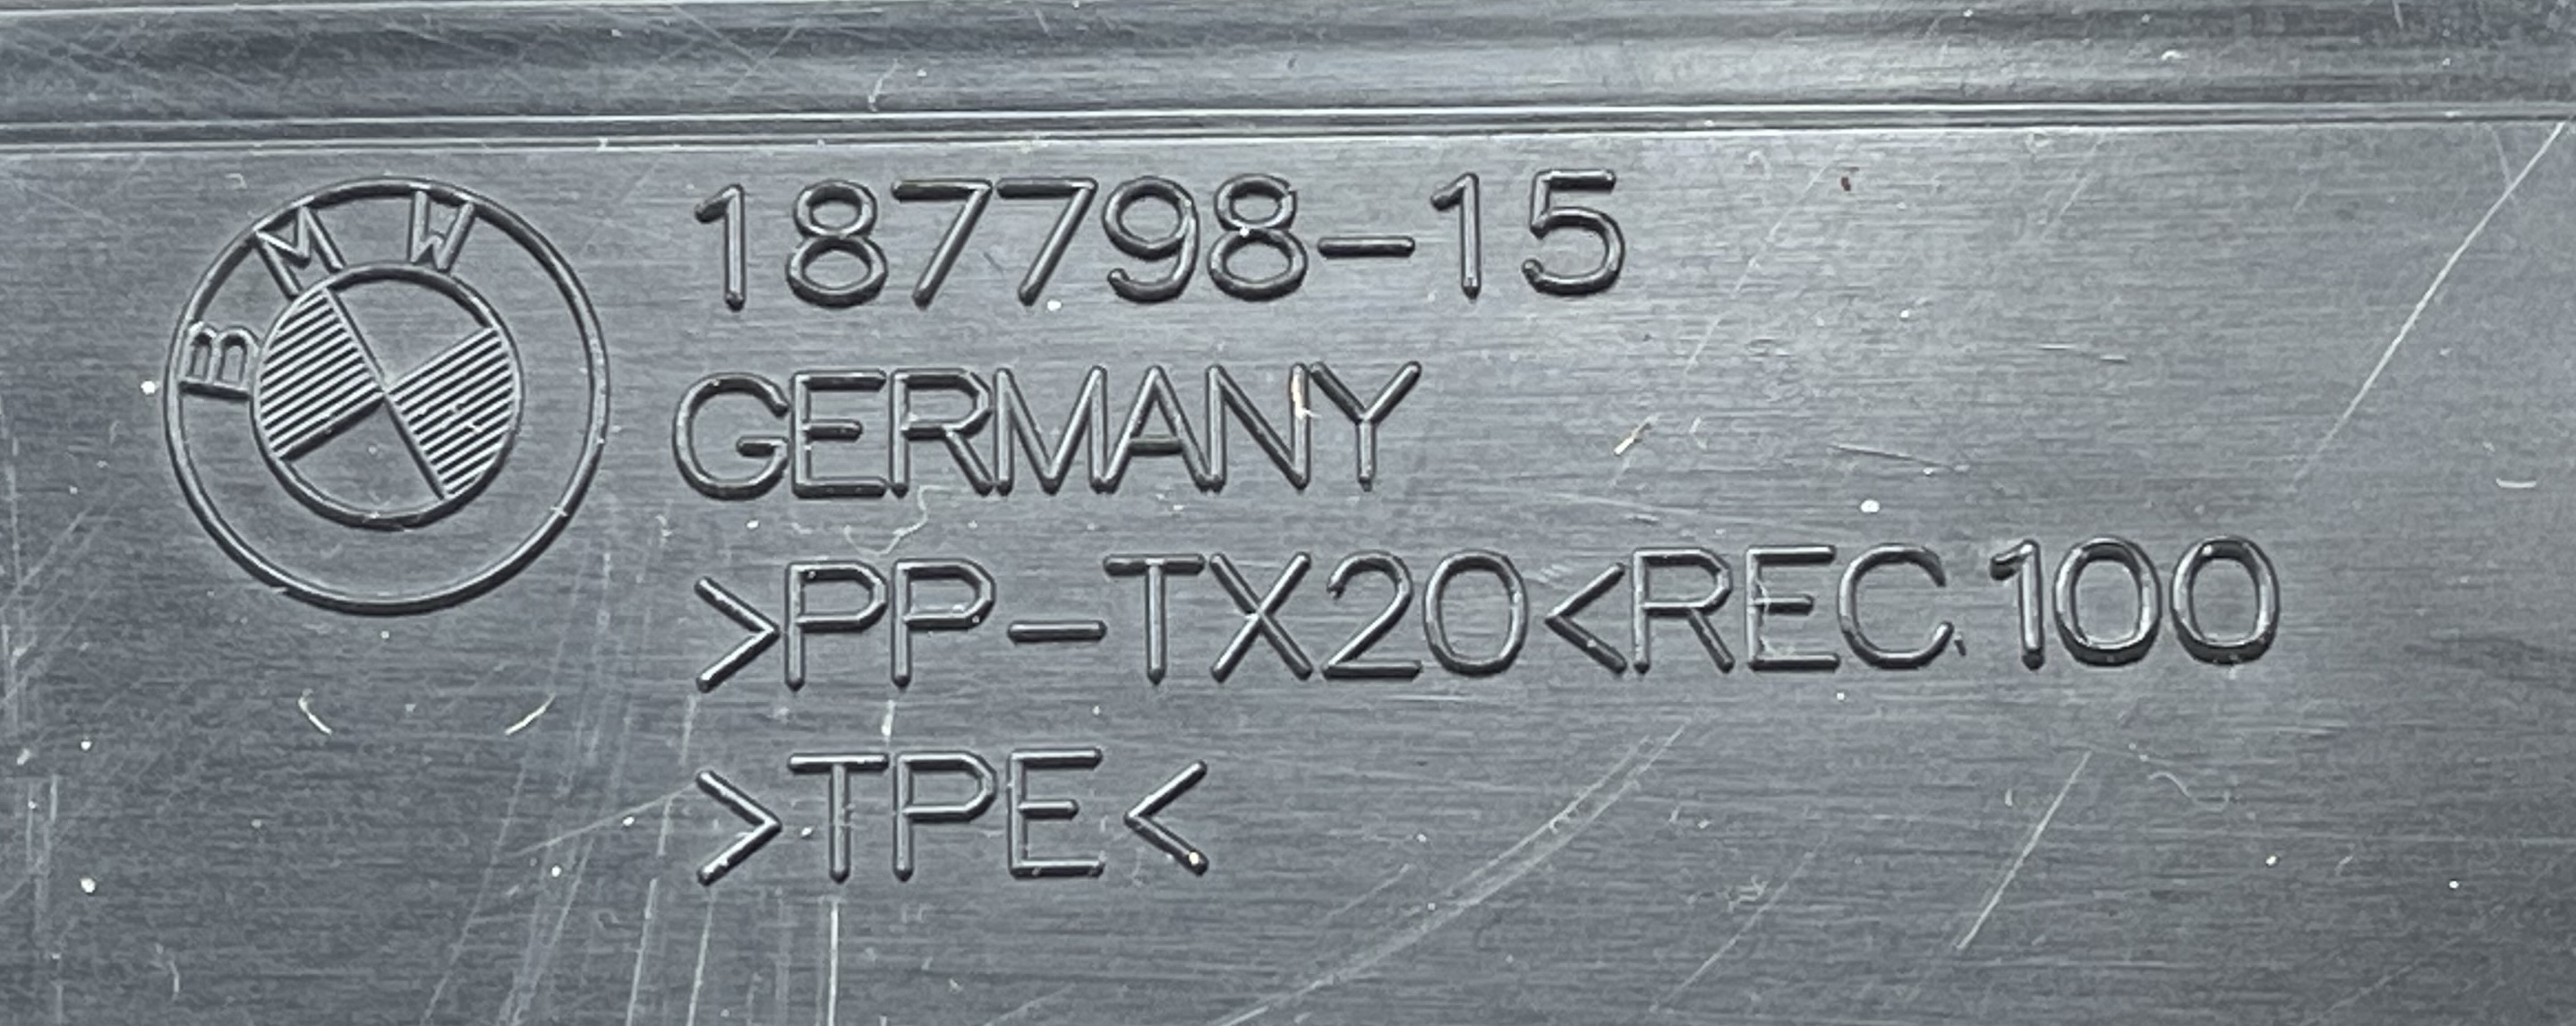 BMW
187798-15
GERMANY
>PP-TX20<REC.100
>TPE<